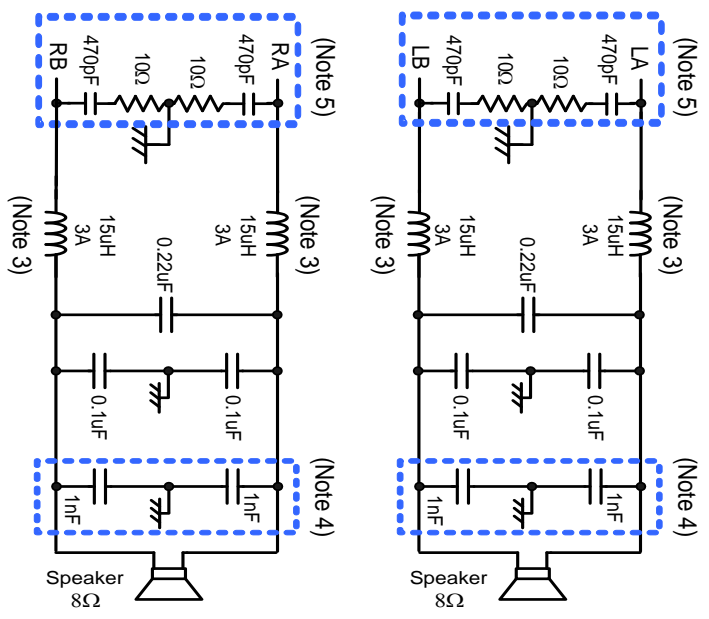 RB
470pF
10Ω
10Ω
470pF
RA
(Note 5)
(Note 3)
15uH
3A
0.22uF
15uH
3A
(Note 3)
0.1uF
0.1uF
1nF
1nF
(Note 4)
Speaker
8Ω
LB
470pF
10Ω
10Ω
470pF
LA
(Note 5)
(Note 3)
15uH
3A
0.22uF
15uH
3A
(Note 3)
0.1uF
0.1uF
1nF
1nF
(Note 4)
Speaker
8Ω